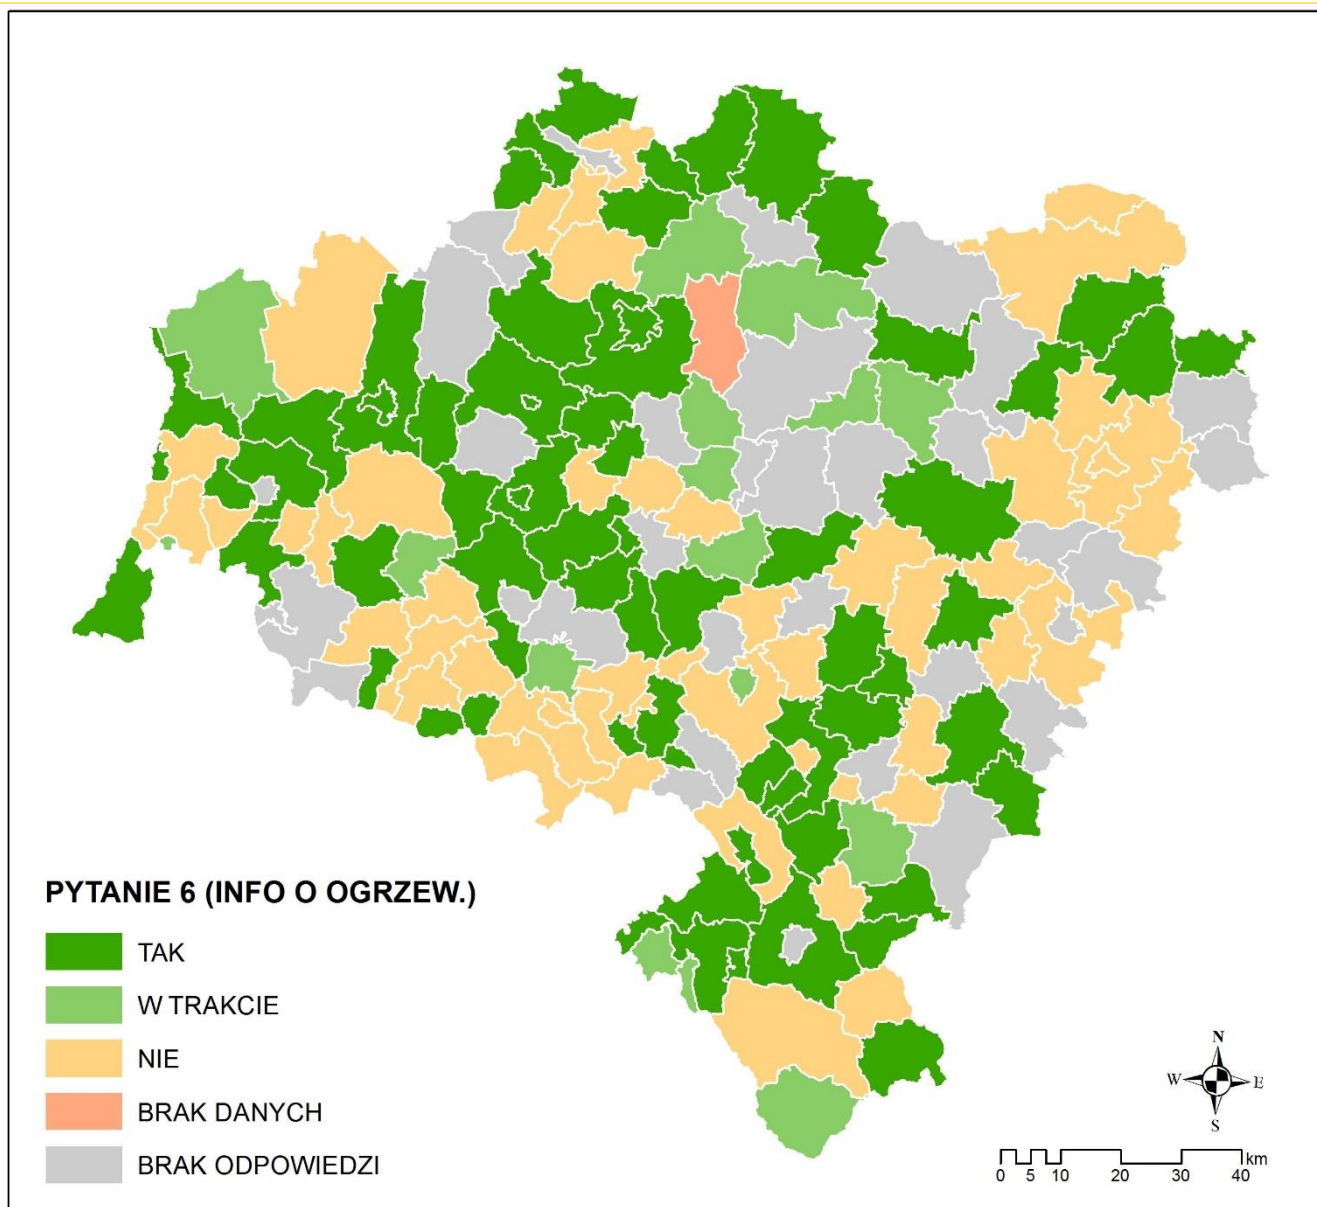 PYTANIE 6 (INFO O OGRZEW.)
TAK
W TRAKCIE
NIE
BRAK DANYCH
BRAK ODPOWIEDZI
N
W E
S
km
0 5 10 20 30 40